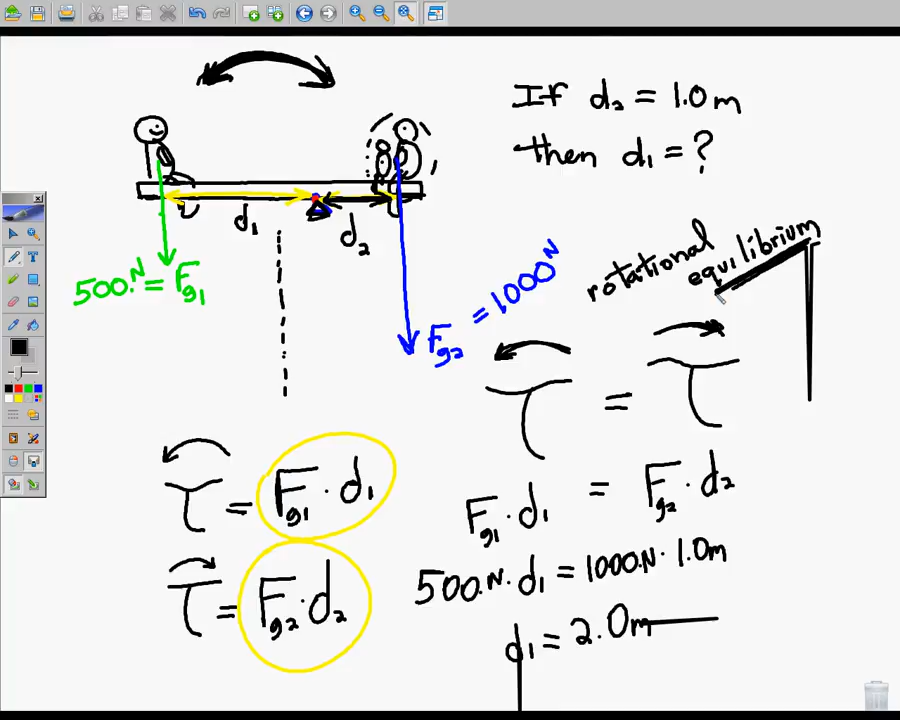 If d₂ = 1.0m
then d₁ = ?
d₁
d₂
500.N = Fg₁
Fg₂ = 1000N
rotational
equilibrium
τ = τ
τ = Fg₁ · d₁
τ = Fg₂ · d₂
Fg₁ · d₁ = Fg₂ · d₂
500.N · d₁ = 1000.N · 1.0m
d₁ = 2.0m